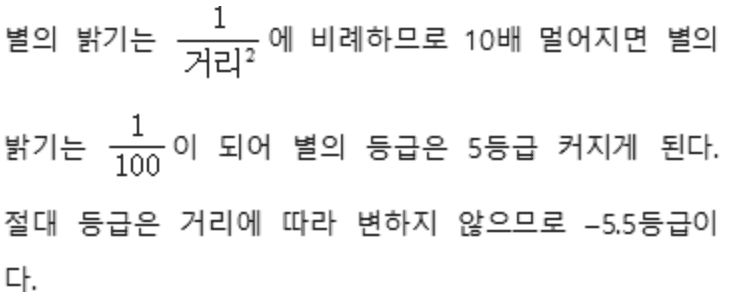 별의 밝기는 1/거리²에 비례하므로 10배 멀어지면 별의
밝기는 1/100이 되어 별의 등급은 5등급 커지게 된다.
절대 등급은 거리에 따라 변하지 않으므로 –5.5등급이
다.